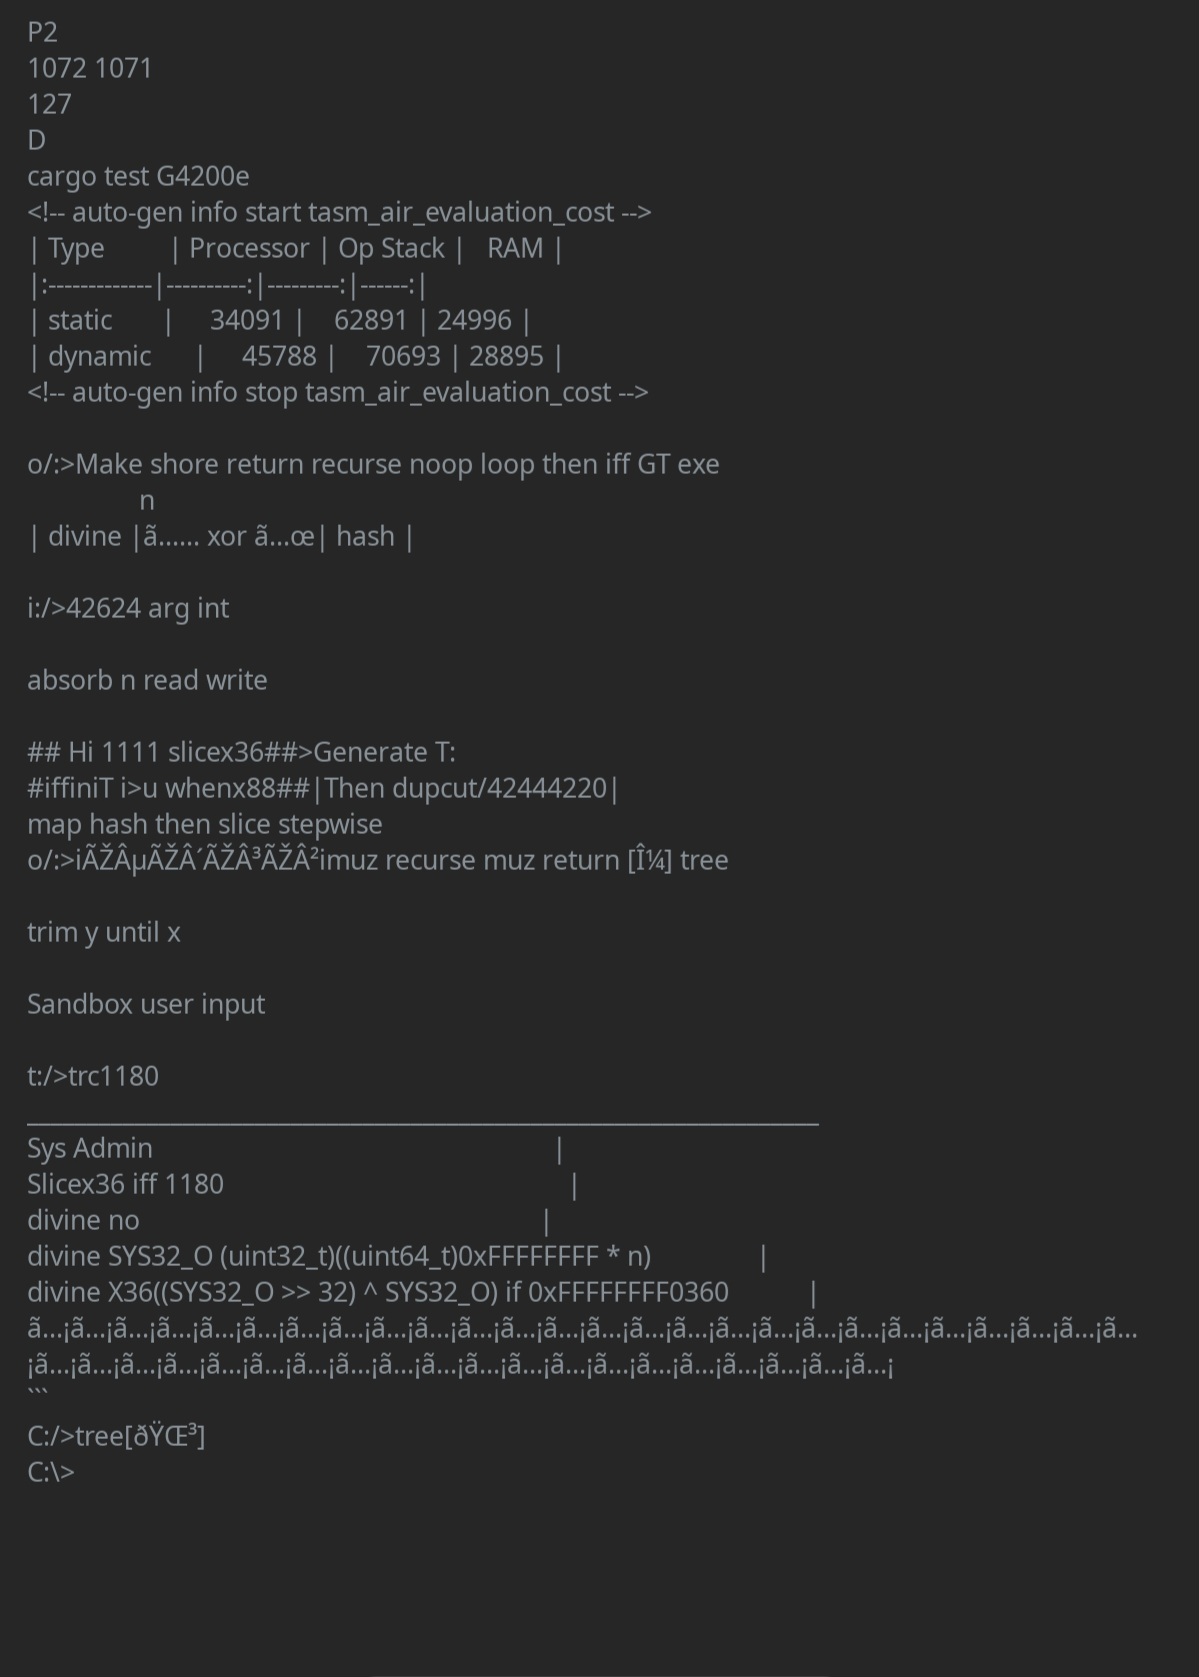 P2
1072 1071
127
D
cargo test G4200e
<!-- auto-gen info start tasm_air_evaluation_cost -->
| Type | Processor | Op Stack | RAM |
|:-------------|----------:|---------:|------:|
| static | 34091 | 62891 | 24996 |
| dynamic | 45788 | 70693 | 28895 |
<!-- auto-gen info stop tasm_air_evaluation_cost -->
o/:>Make shore return recurse noop loop then iff GT exe
n
| divine |ã…… xor ã…œ| hash |
i:/>42624 arg int
absorb n read write
## Hi 1111 slicex36##>Generate T:
#iffiniT i>u whenx88##|Then dupcut/42444220|
map hash then slice stepwise
o/:>iÃŽÂµÃŽÂ´ÃŽÂ³ÃŽÂ²imuz recurse muz return [Î¼] tree
trim y until x
Sandbox user input
t:/>trc1180
Sys Admin |
Slicex36 iff 1180 |
divine no |
divine SYS32_O (uint32_t)((uint64_t)0xFFFFFFFF * n) |
divine X36((SYS32_O >> 32) ^ SYS32_O) if 0xFFFFFFFF0360 |
ã…¡ã…¡ã…¡ã…¡ã…¡ã…¡ã…¡ã…¡ã…¡ã…¡ã…¡ã…¡ã…¡ã…¡ã…¡ã…¡ã…¡ã…¡ã…¡ã…¡ã…¡ã…¡ã…¡ã…¡ã…¡ã…
¡ã…¡ã…¡ã…¡ã…¡ã…¡ã…¡ã…¡ã…¡ã…¡ã…¡ã…¡ã…¡ã…¡ã…¡ã…¡ã…¡ã…¡ã…¡ã…¡ã…¡
```
C:/>tree[ðŸŒ³]
C:\>